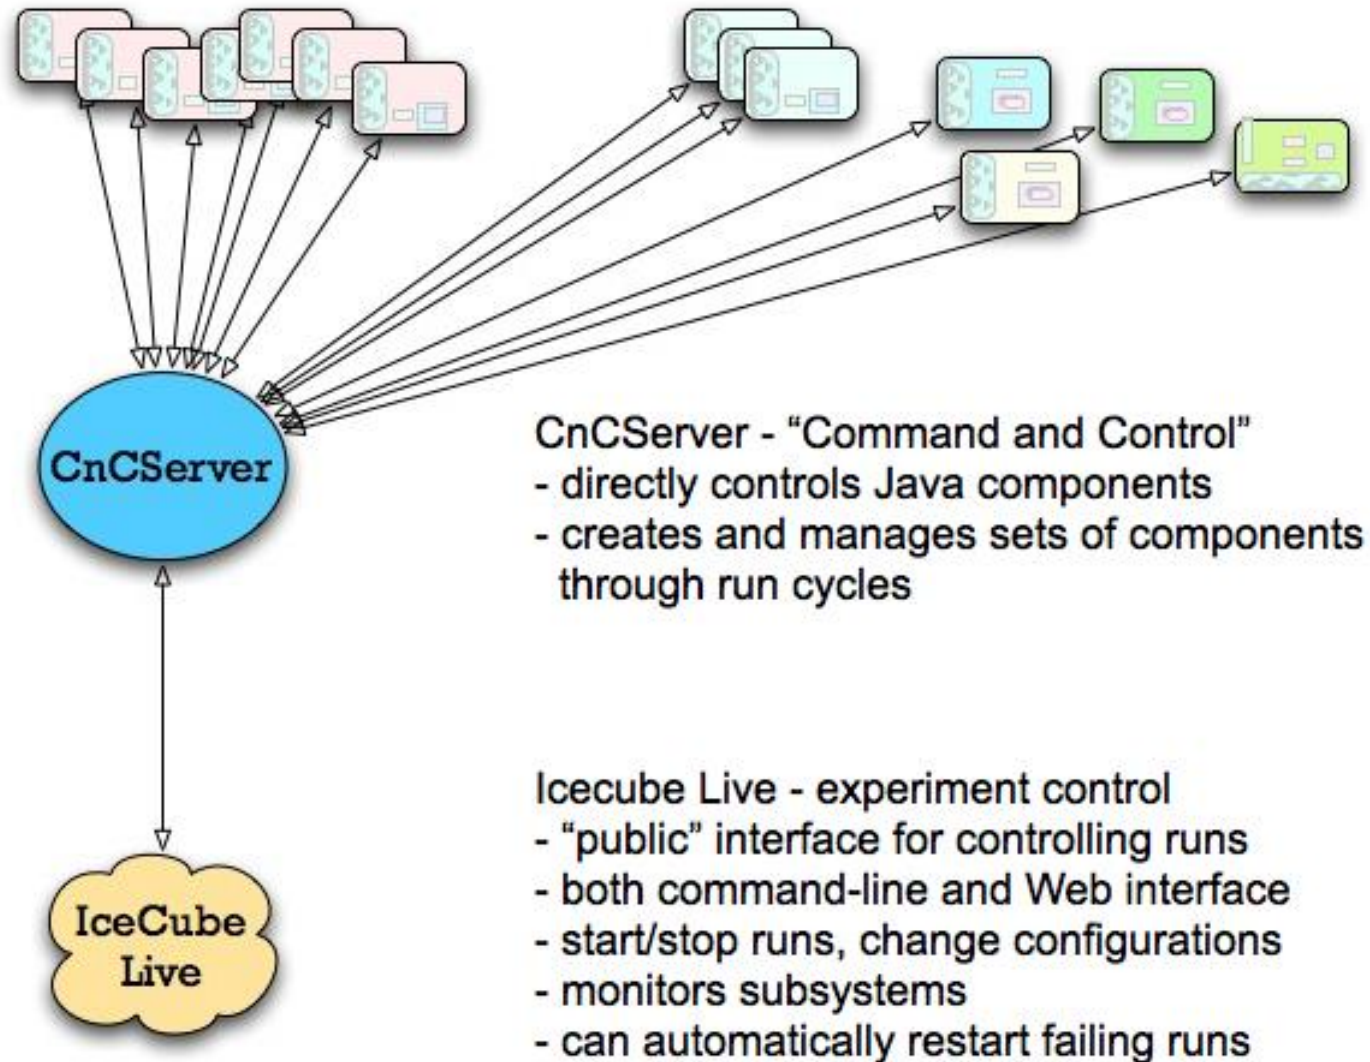 CnCServer
CnCServer - “Command and Control”
- directly controls Java components
- creates and manages sets of components
through run cycles
IceCube
Live
Icecube Live - experiment control
- “public” interface for controlling runs
- both command-line and Web interface
- start/stop runs, change configurations
- monitors subsystems
- can automatically restart failing runs